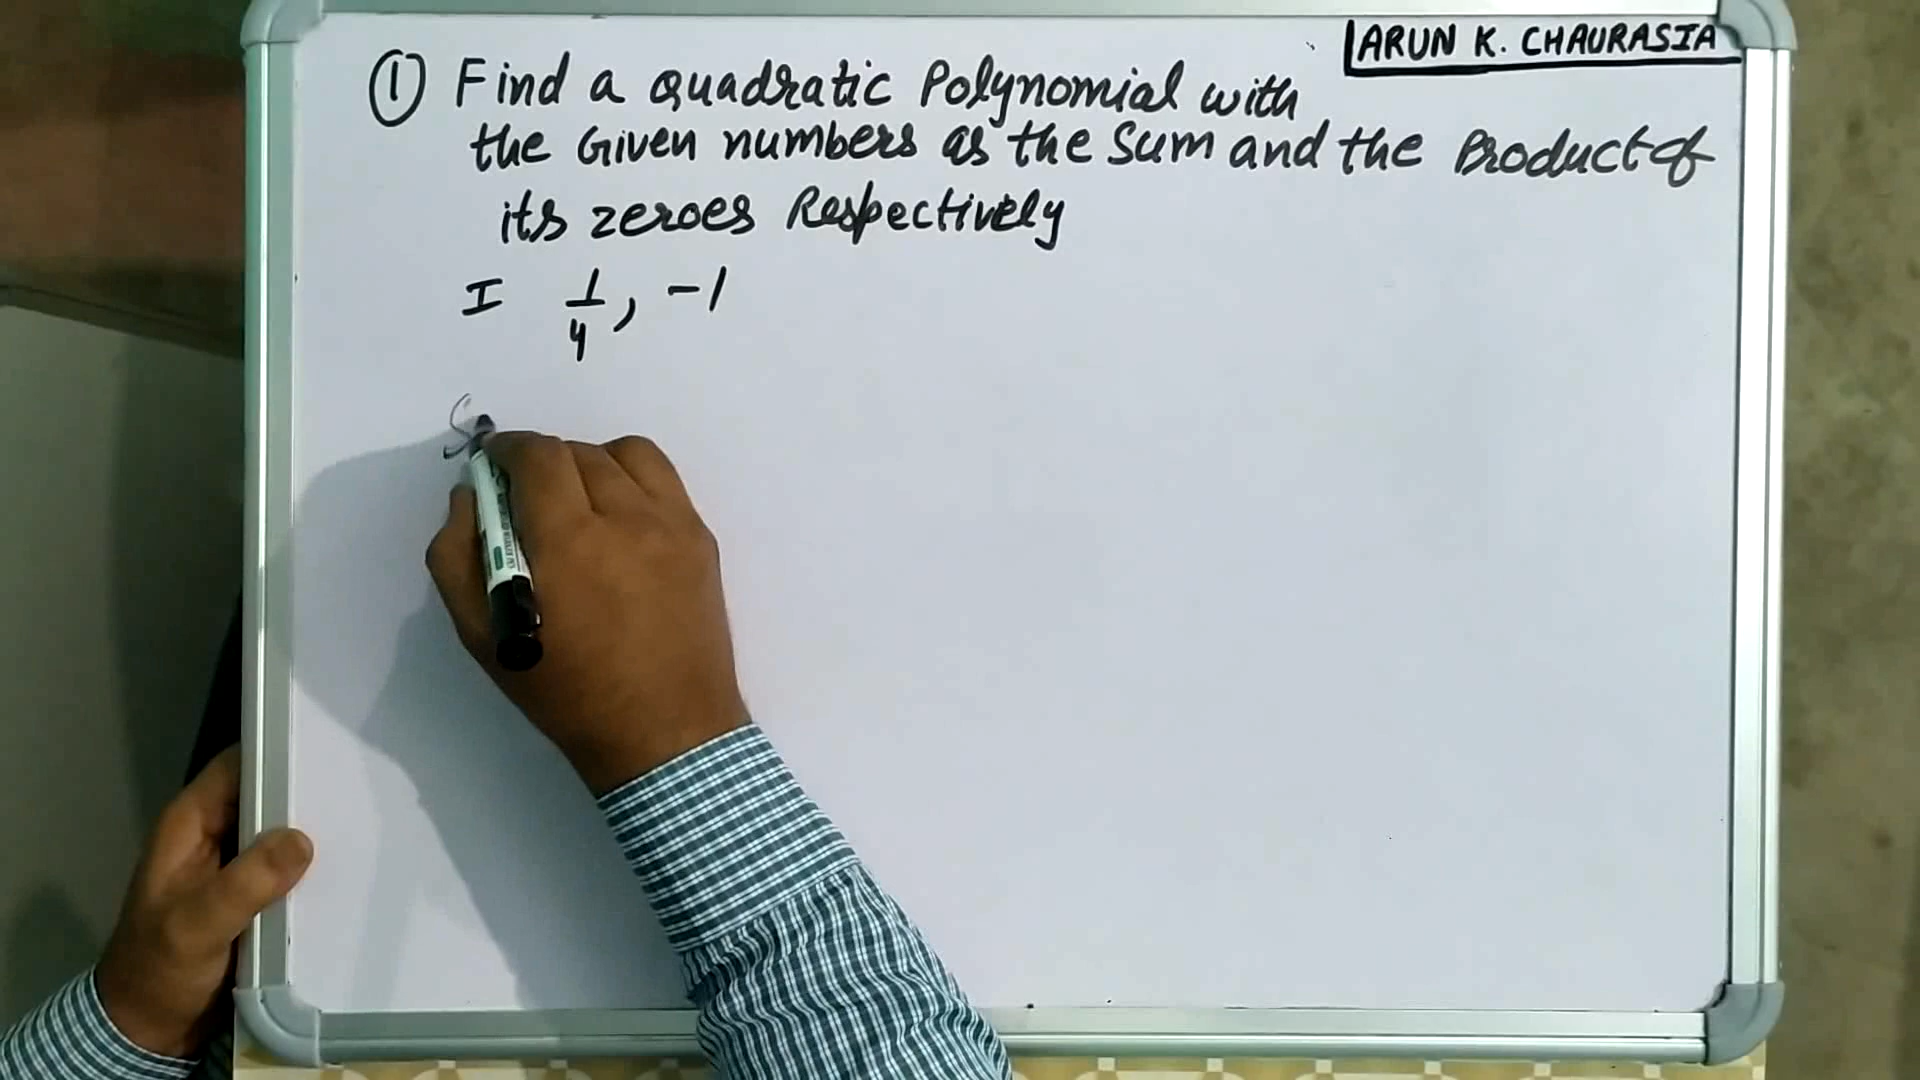 ARUN K. CHAURASIA
① Find a quadratic Polynomial with
the Given numbers as the Sum and the Product of
its zeroes Respectively
I 1/4, -1
S